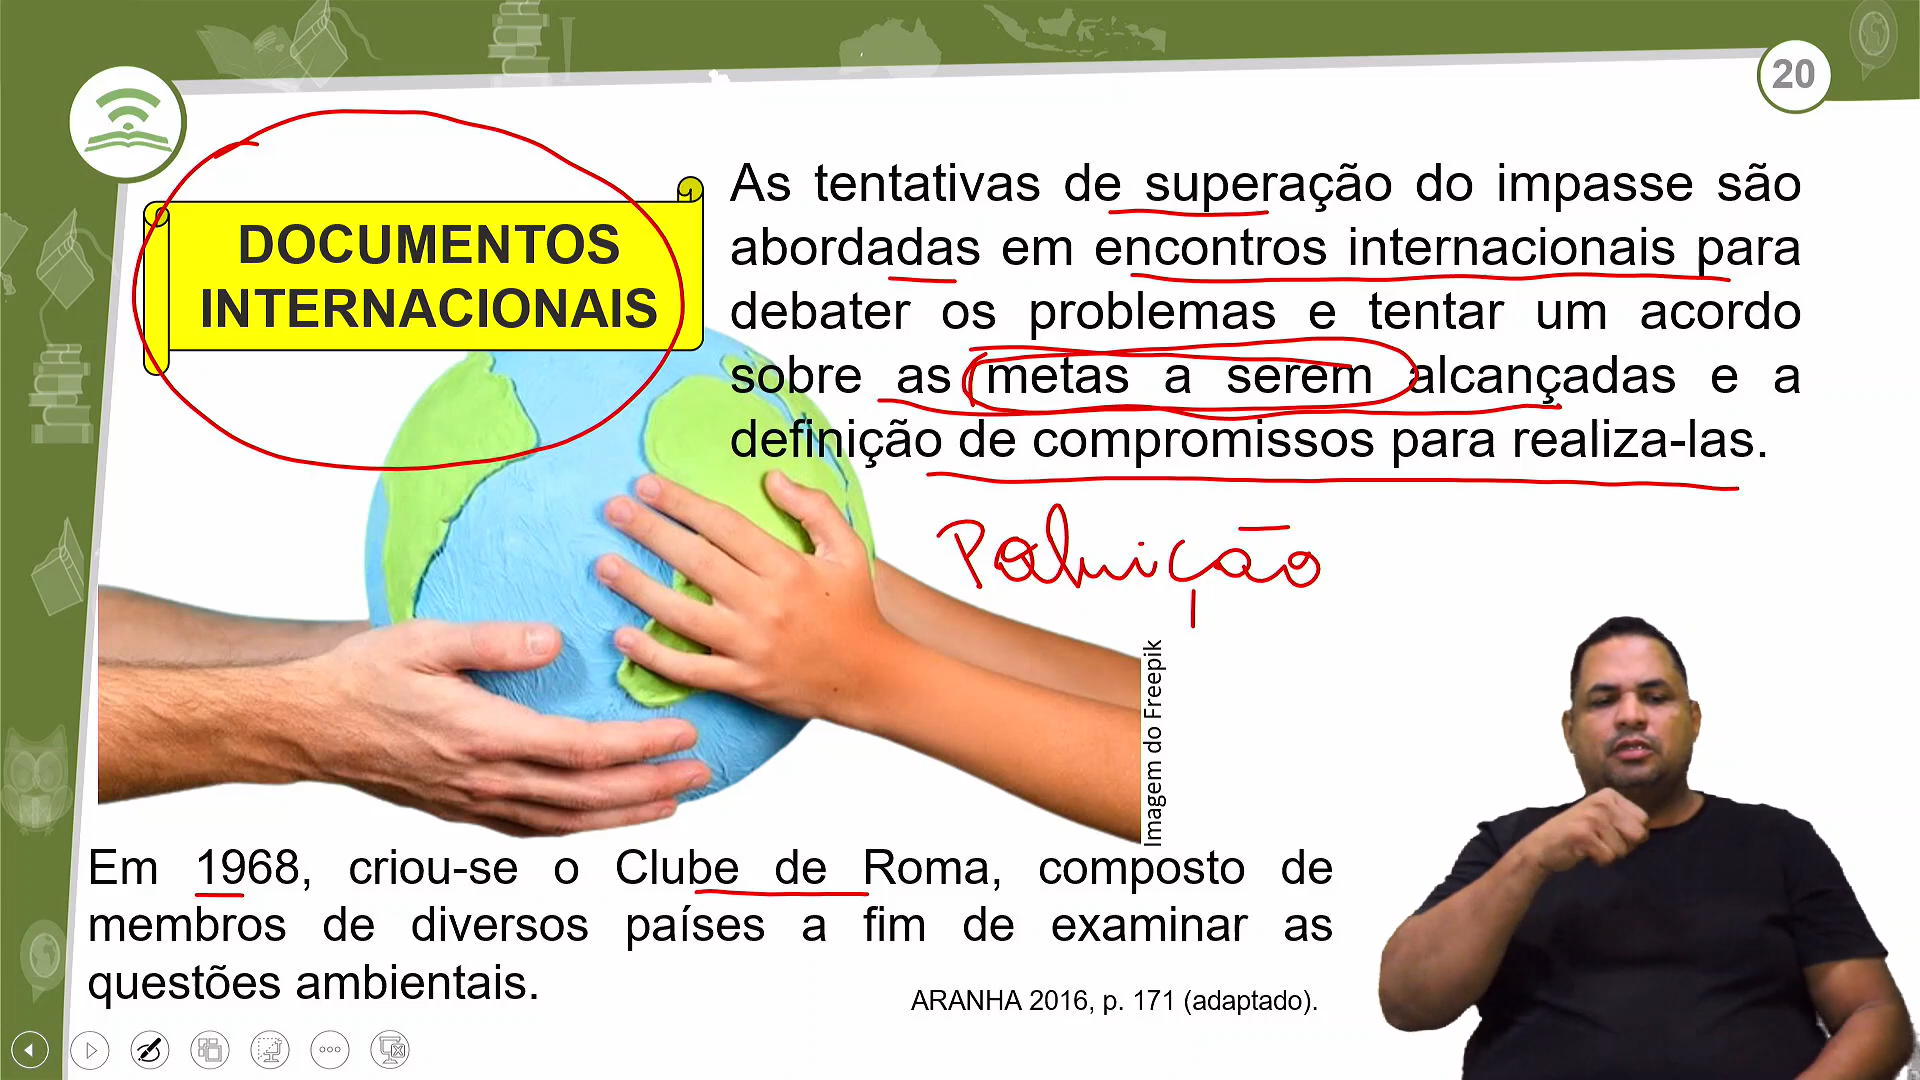 20
DOCUMENTOS
INTERNACIONAIS
As tentativas de superação do impasse são
abordadas em encontros internacionais para
debater os problemas e tentar um acordo
sobre as metas a serem alcançadas e a
definição de compromissos para realiza-las.
Poluição
Imagem do Freepik
Em 1968, criou-se o Clube de Roma, composto de
membros de diversos países a fim de examinar as
questões ambientais.
ARANHA 2016, p. 171 (adaptado).